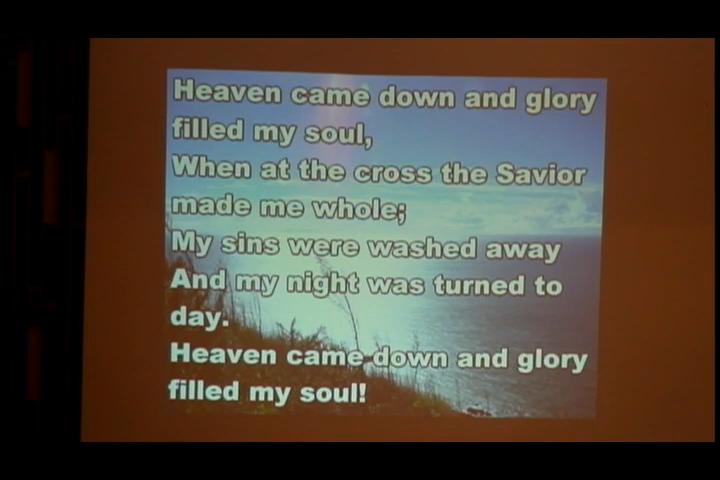 Heaven came down and glory
filled my soul,
When at the cross the Savior
made me whole;
My sins were washed away
And my night was turned to
day.
Heaven came down and glory
filled my soul!